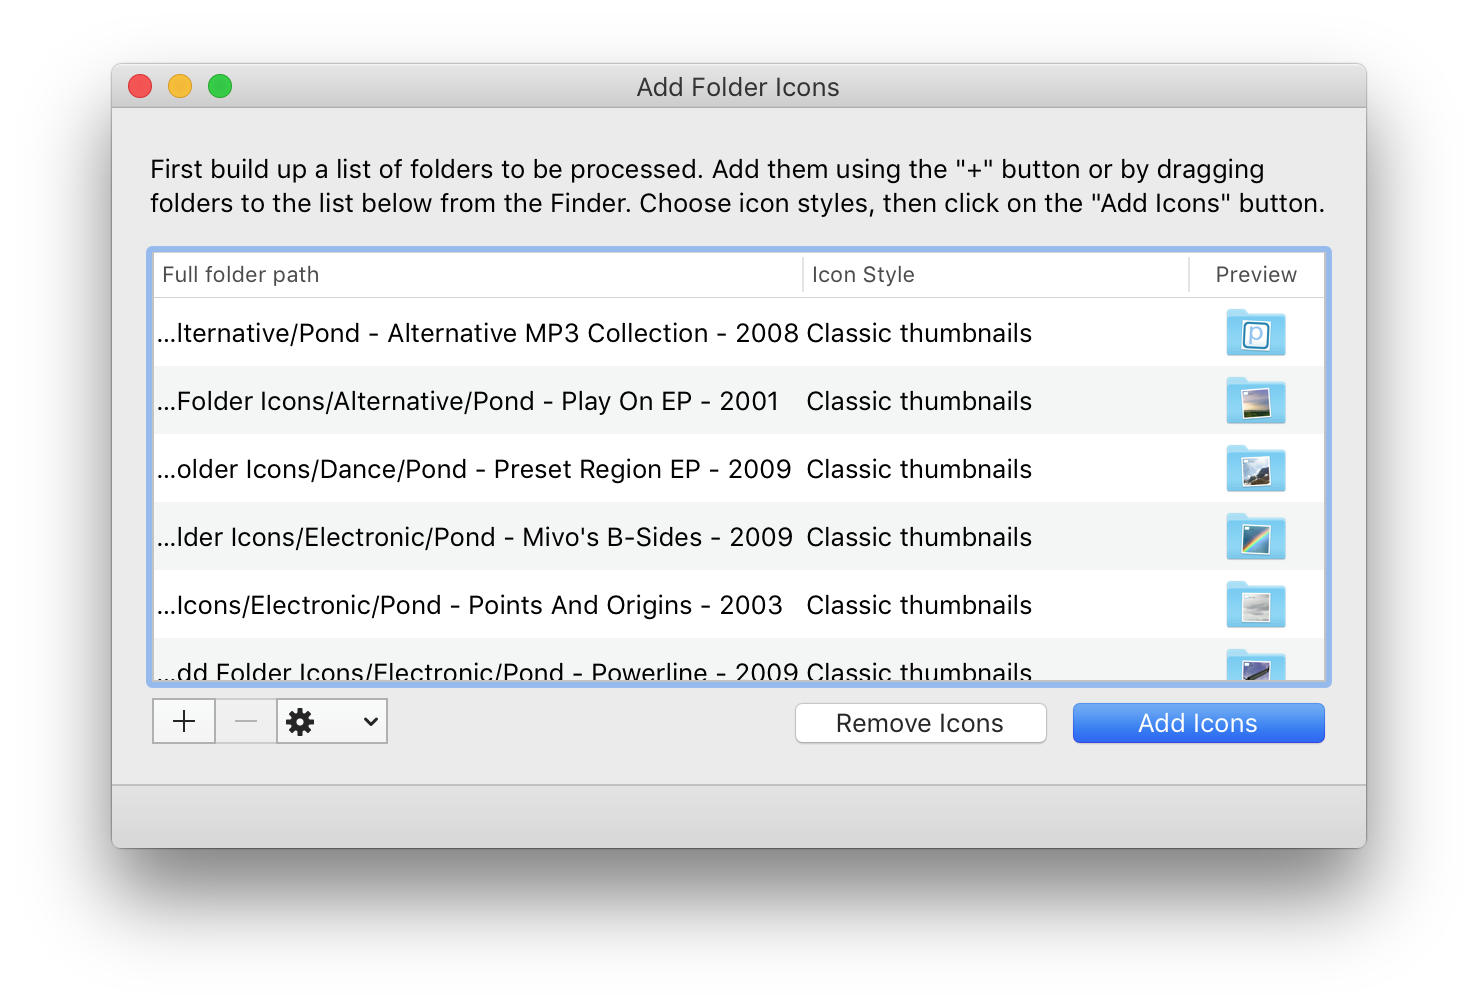 Add Folder Icons
First build up a list of folders to be processed. Add them using the "+" button or by dragging
folders to the list below from the Finder. Choose icon styles, then click on the "Add Icons" button.
Full folder path Icon Style Preview
...lternative/Pond - Alternative MP3 Collection - 2008 Classic thumbnails p
...Folder Icons/Alternative/Pond - Play On EP - 2001 Classic thumbnails
...older Icons/Dance/Pond - Preset Region EP - 2009 Classic thumbnails
...lder Icons/Electronic/Pond - Mivo's B-Sides - 2009 Classic thumbnails
...Icons/Electronic/Pond - Points And Origins - 2003 Classic thumbnails
...dd Folder Icons/Electronic/Pond - Powerline - 2009 Classic thumbnails
Remove Icons Add Icons